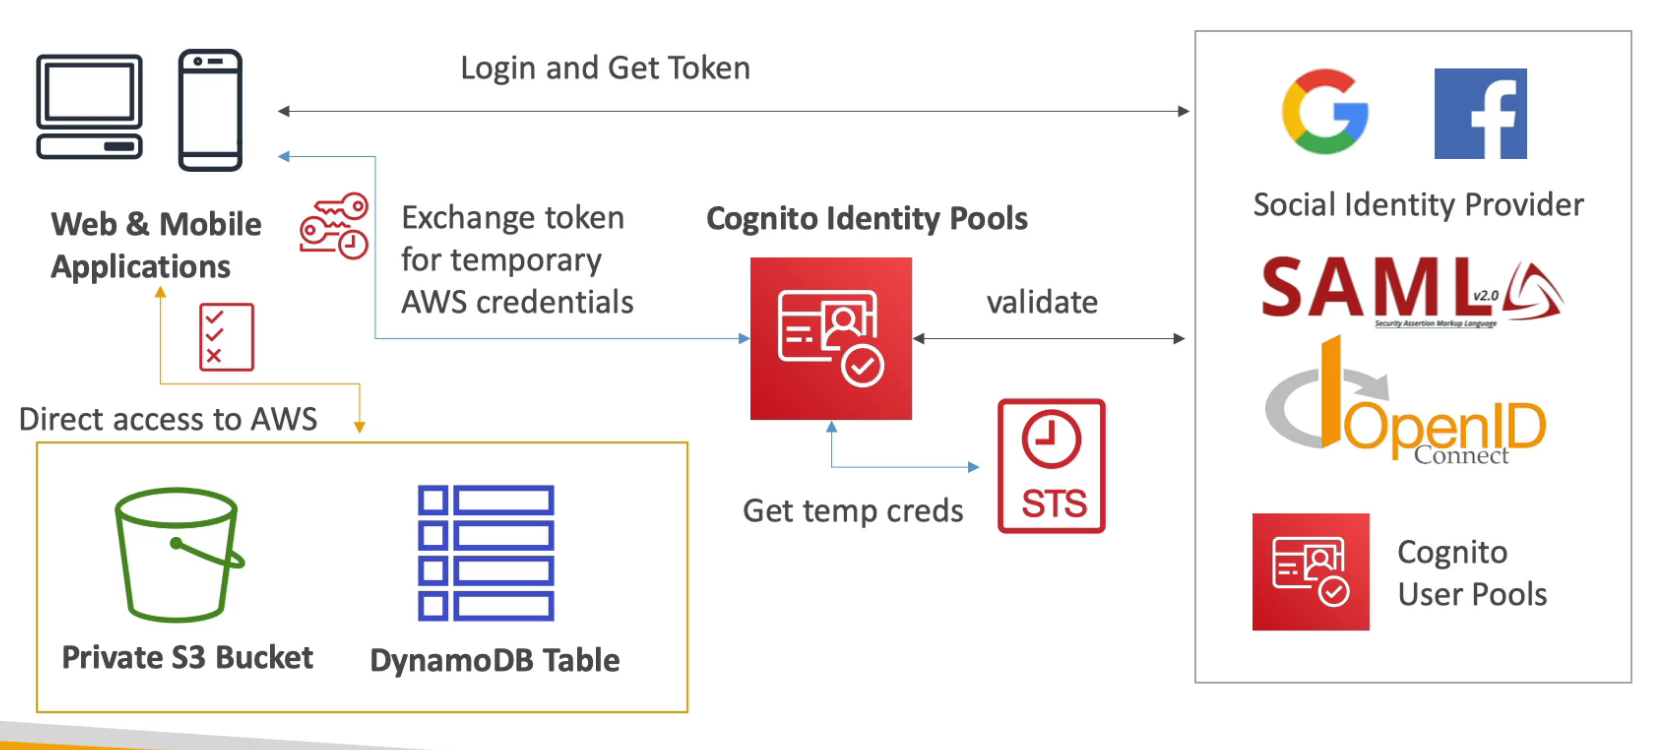 Login and Get Token
Web & Mobile
Applications
Exchange token
for temporary
AWS credentials
Cognito Identity Pools
validate
Get temp creds
STS
Direct access to AWS
Private S3 Bucket
DynamoDB Table
Social Identity Provider
SAML v2.0
Security Assertion Markup Language
OpenID
Connect
Cognito
User Pools